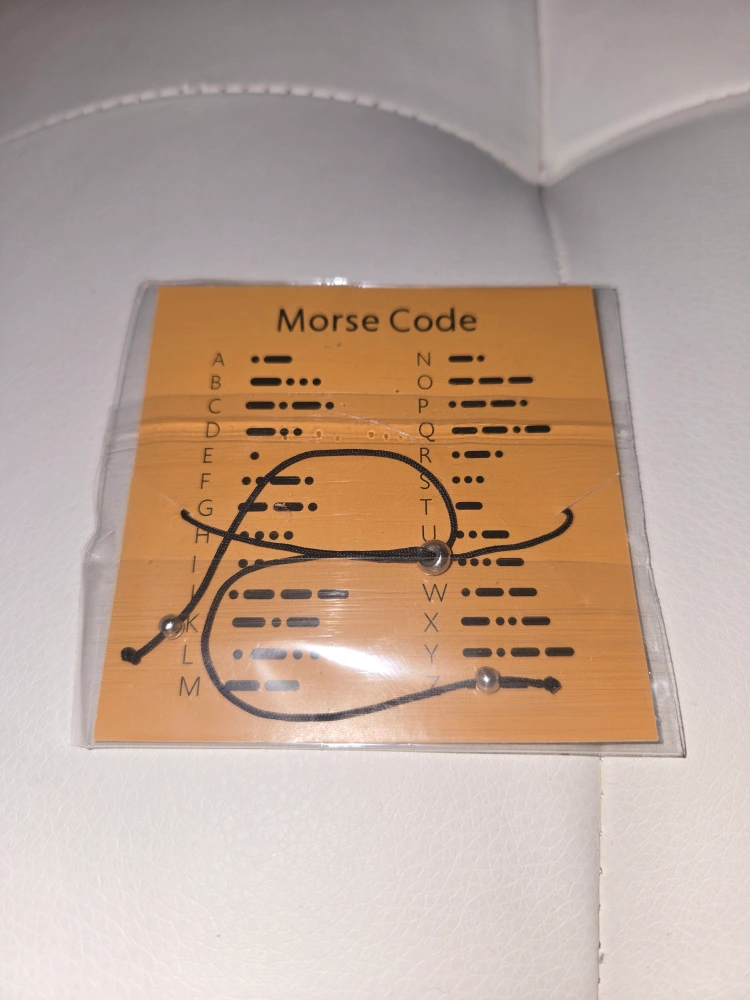 Morse Code
A •—
B —•••
C —•—•
D —••
E •
F ••—•
G ——•
H ••••
I ••
J •———
K —•—
L •—••
M ——
N —•
O ———
P •——•
Q ——•—
R •—•
S •••
T —
U ••—
•••—
W •——
X —••—
Y —•——
Z